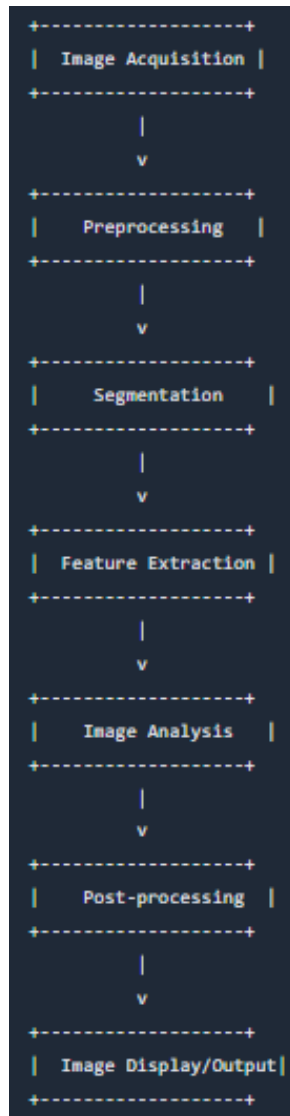 +--------------------+
|  Image Acquisition |
+--------------------+
|
v
+--------------------+
|    Preprocessing    |
+--------------------+
|
v
+--------------------+
|     Segmentation     |
+--------------------+
|
v
+--------------------+
|  Feature Extraction |
+--------------------+
|
v
+--------------------+
|    Image Analysis    |
+--------------------+
|
v
+--------------------+
|    Post-processing   |
+--------------------+
|
v
+--------------------+
|  Image Display/Output|
+--------------------+